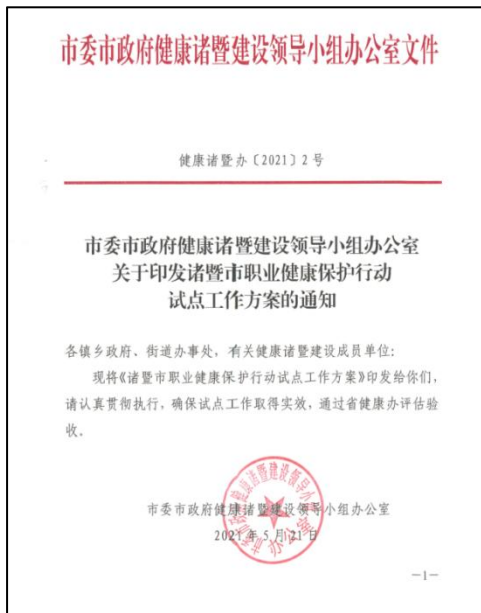 市委市政府健康诸暨建设领导小组办公室文件
健康诸暨办〔2021〕2号
市委市政府健康诸暨建设领导小组办公室
关于印发诸暨市职业健康保护行动
试点工作方案的通知
各镇乡政府、街道办事处，有关健康诸暨建设成员单位：
现将《诸暨市职业健康保护行动试点工作方案》印发给你们，
请认真贯彻执行，确保试点工作取得实效，通过省健康办评估验
收。
市委市政府健康诸暨建设领导小组办公室
2021年5月21日
办公室
—1—